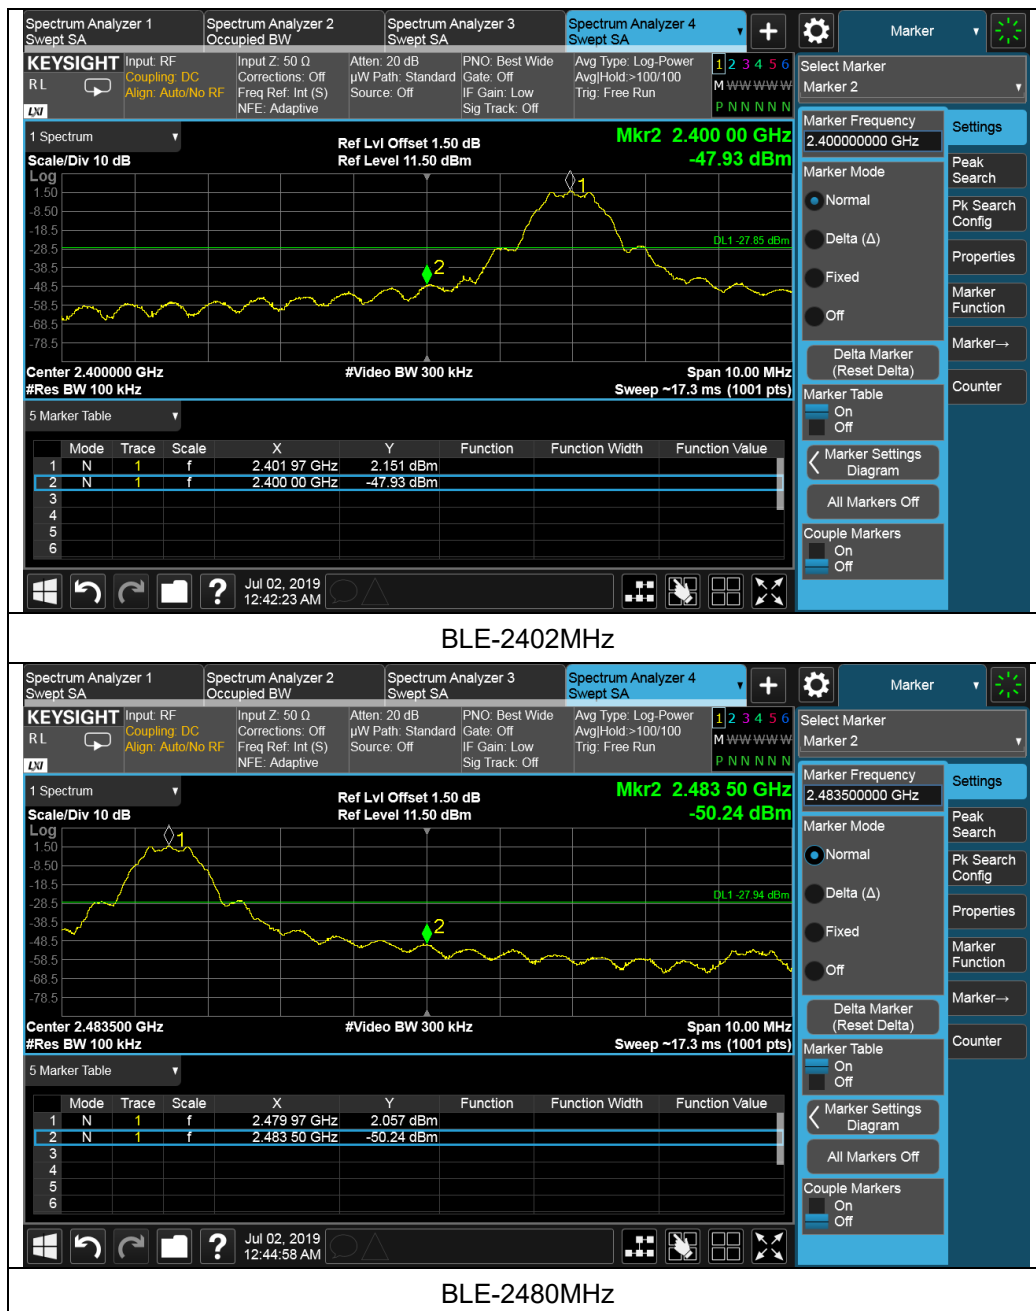 Spectrum Analyzer 1
Swept SA
Spectrum Analyzer 2
Occupied BW
Spectrum Analyzer 3
Swept SA
Spectrum Analyzer 4
Swept SA
Marker
KEYSIGHT
RL
LXI
Input: RF
Coupling: DC
Align: Auto/No RF
Input Z: 50 Ω
Corrections: Off
Freq Ref: Int (S)
NFE: Adaptive
Atten: 20 dB
µW Path: Standard
Source: Off
PNO: Best Wide
Gate: Off
IF Gain: Low
Sig Track: Off
Avg Type: Log-Power
Avg|Hold:>100/100
Trig: Free Run
1 2 3 4 5 6
M W W W W W
P N N N N N
Select Marker
Marker 2
1 Spectrum
Scale/Div 10 dB
Ref Lvl Offset 1.50 dB
Ref Level 11.50 dBm
Mkr2 2.400 00 GHz
-47.93 dBm
Log
1.50
-8.50
-18.5
-28.5
-38.5
-48.5
-58.5
-68.5
-78.5
1
2
DL1 -27.85 dBm
Center 2.400000 GHz
#Res BW 100 kHz
#Video BW 300 kHz
Span 10.00 MHz
Sweep ~17.3 ms (1001 pts)
5 Marker Table
Mode Trace Scale X Y Function Function Width Function Value
1 N 1 f 2.401 97 GHz 2.151 dBm
2 N 1 f 2.400 00 GHz -47.93 dBm
3
4
5
6
Jul 02, 2019
12:42:23 AM
Marker Frequency
2.400000000 GHz
Marker Mode
Normal
Delta (Δ)
Fixed
Off
Delta Marker
(Reset Delta)
Marker Table
On
Off
Marker Settings
Diagram
All Markers Off
Couple Markers
On
Off
Settings
Peak
Search
Pk Search
Config
Properties
Marker
Function
Marker→
Counter
BLE-2402MHz
Spectrum Analyzer 1
Swept SA
Spectrum Analyzer 2
Occupied BW
Spectrum Analyzer 3
Swept SA
Spectrum Analyzer 4
Swept SA
Marker
KEYSIGHT
RL
LXI
Input: RF
Coupling: DC
Align: Auto/No RF
Input Z: 50 Ω
Corrections: Off
Freq Ref: Int (S)
NFE: Adaptive
Atten: 20 dB
µW Path: Standard
Source: Off
PNO: Best Wide
Gate: Off
IF Gain: Low
Sig Track: Off
Avg Type: Log-Power
Avg|Hold:>100/100
Trig: Free Run
1 2 3 4 5 6
M W W W W W
P N N N N N
Select Marker
Marker 2
1 Spectrum
Scale/Div 10 dB
Ref Lvl Offset 1.50 dB
Ref Level 11.50 dBm
Mkr2 2.483 50 GHz
-50.24 dBm
Log
1.50
-8.50
-18.5
-28.5
-38.5
-48.5
-58.5
-68.5
-78.5
1
2
DL1 -27.94 dBm
Center 2.483500 GHz
#Res BW 100 kHz
#Video BW 300 kHz
Span 10.00 MHz
Sweep ~17.3 ms (1001 pts)
5 Marker Table
Mode Trace Scale X Y Function Function Width Function Value
1 N 1 f 2.479 97 GHz 2.057 dBm
2 N 1 f 2.483 50 GHz -50.24 dBm
3
4
5
6
Jul 02, 2019
12:44:58 AM
Marker Frequency
2.483500000 GHz
Marker Mode
Normal
Delta (Δ)
Fixed
Off
Delta Marker
(Reset Delta)
Marker Table
On
Off
Marker Settings
Diagram
All Markers Off
Couple Markers
On
Off
Settings
Peak
Search
Pk Search
Config
Properties
Marker
Function
Marker→
Counter
BLE-2480MHz